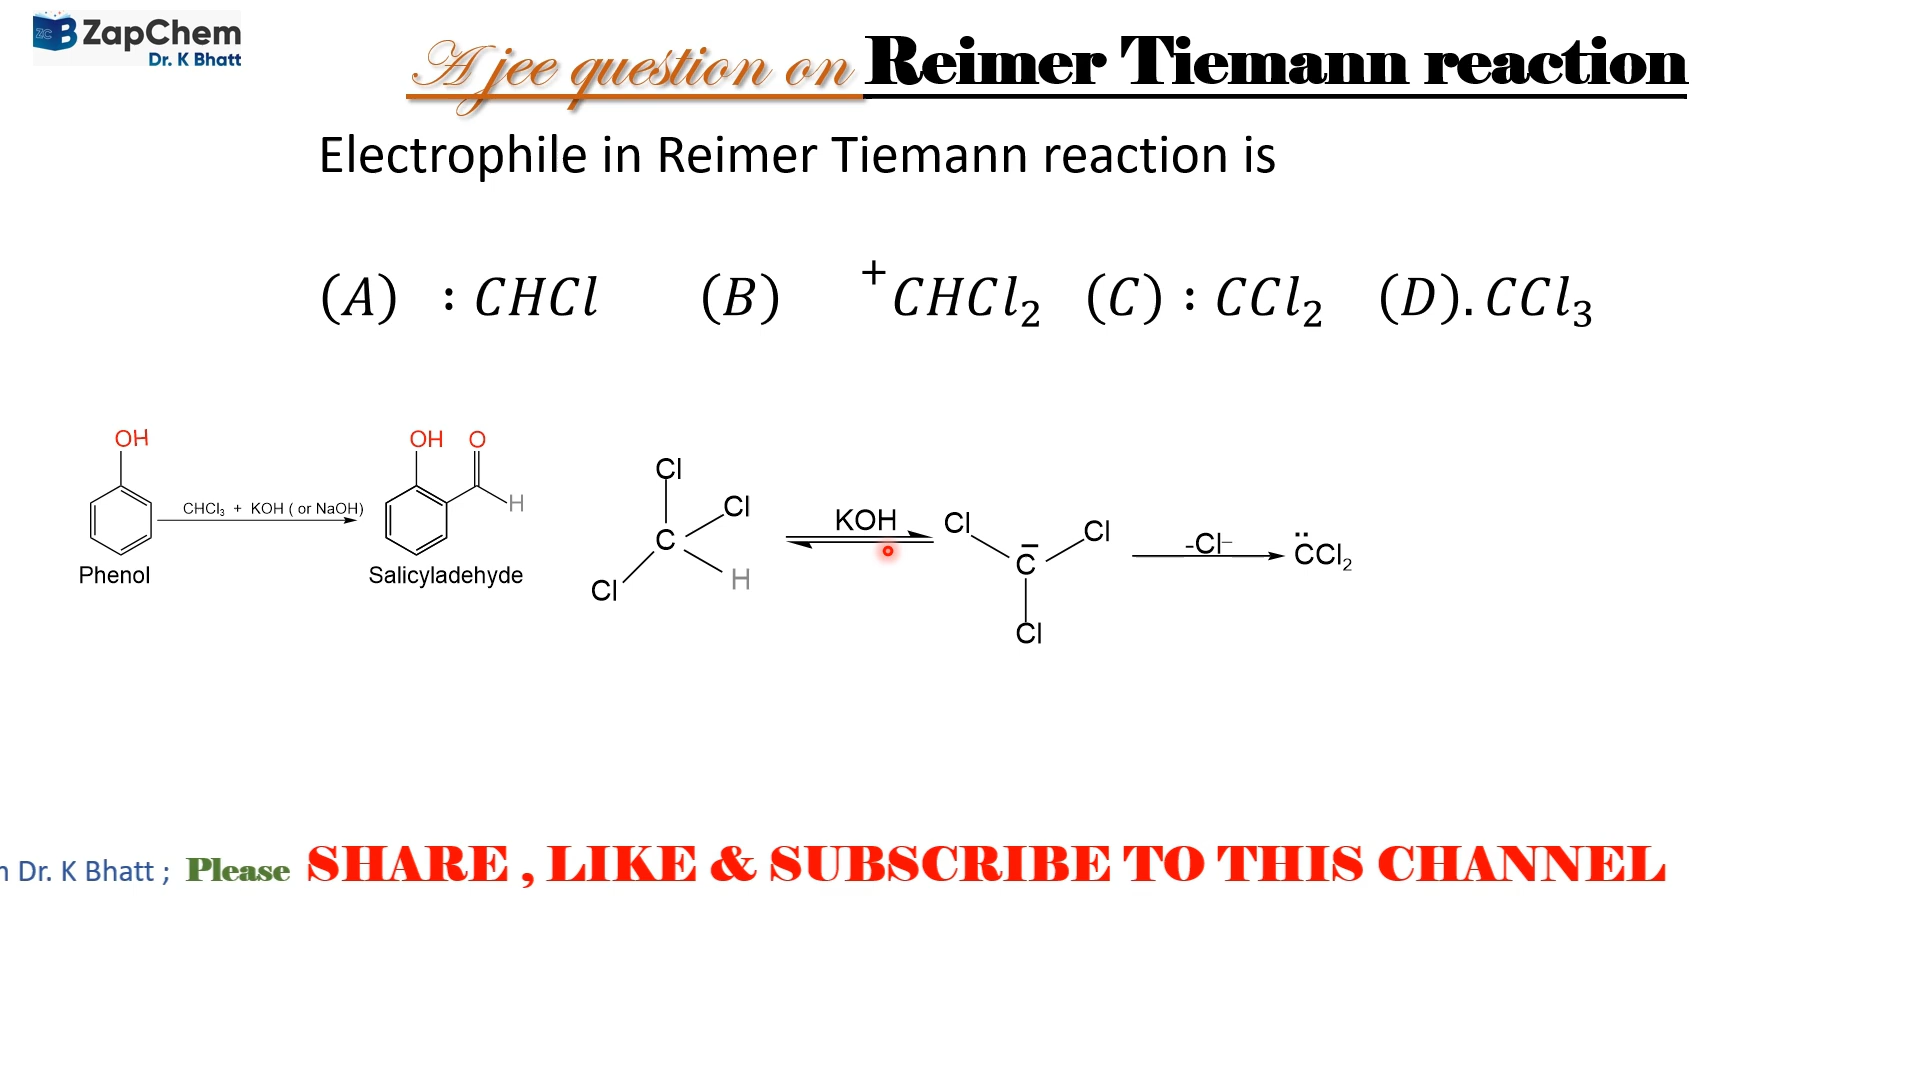 ZC ZapChem
Dr. K Bhatt
A jee question on Reimer Tiemann reaction
Electrophile in Reimer Tiemann reaction is
(A) : CHCl (B) ⁺CHCl₂ (C) : CCl₂ (D). CCl₃
OH
CHCl₃ + KOH ( or NaOH)
Phenol
OH O
H
Salicyladehyde
Cl
Cl
C
Cl
H
KOH
Cl
Cl
C̄
Cl
-Cl⁻
C̈Cl₂
Dr. K Bhatt ; Please SHARE , LIKE & SUBSCRIBE TO THIS CHANNEL